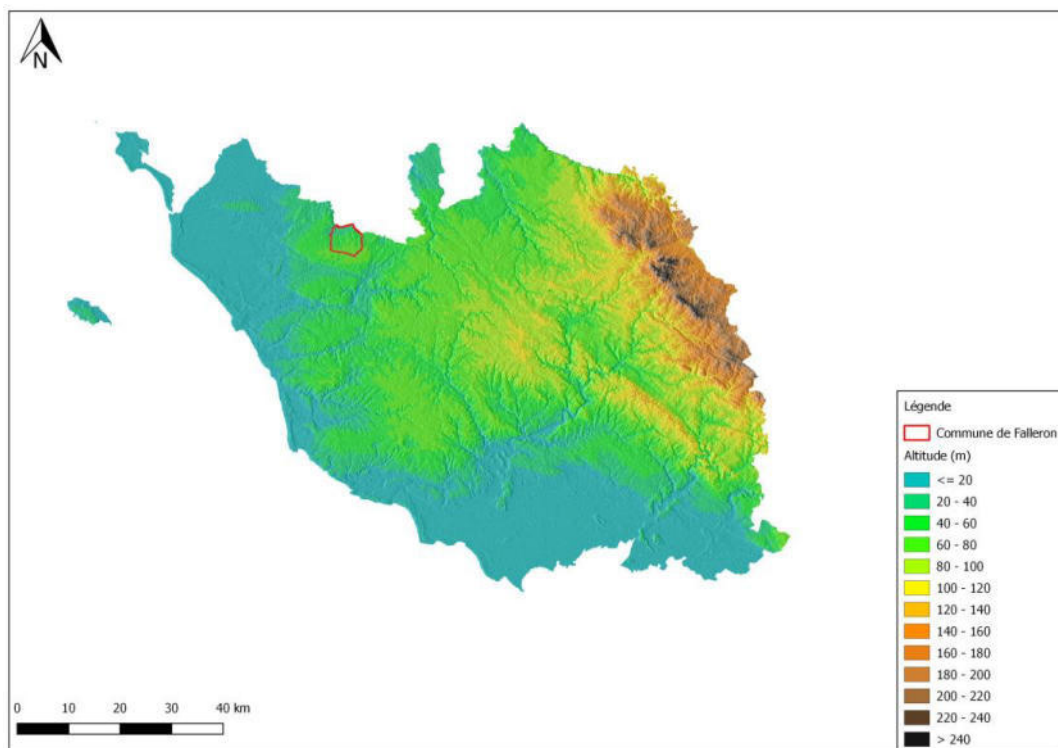 N
Légende
Commune de Falleron
Altitude (m)
<= 20
20 - 40
40 - 60
60 - 80
80 - 100
100 - 120
120 - 140
140 - 160
160 - 180
180 - 200
200 - 220
220 - 240
> 240
0 10 20 30 40 km